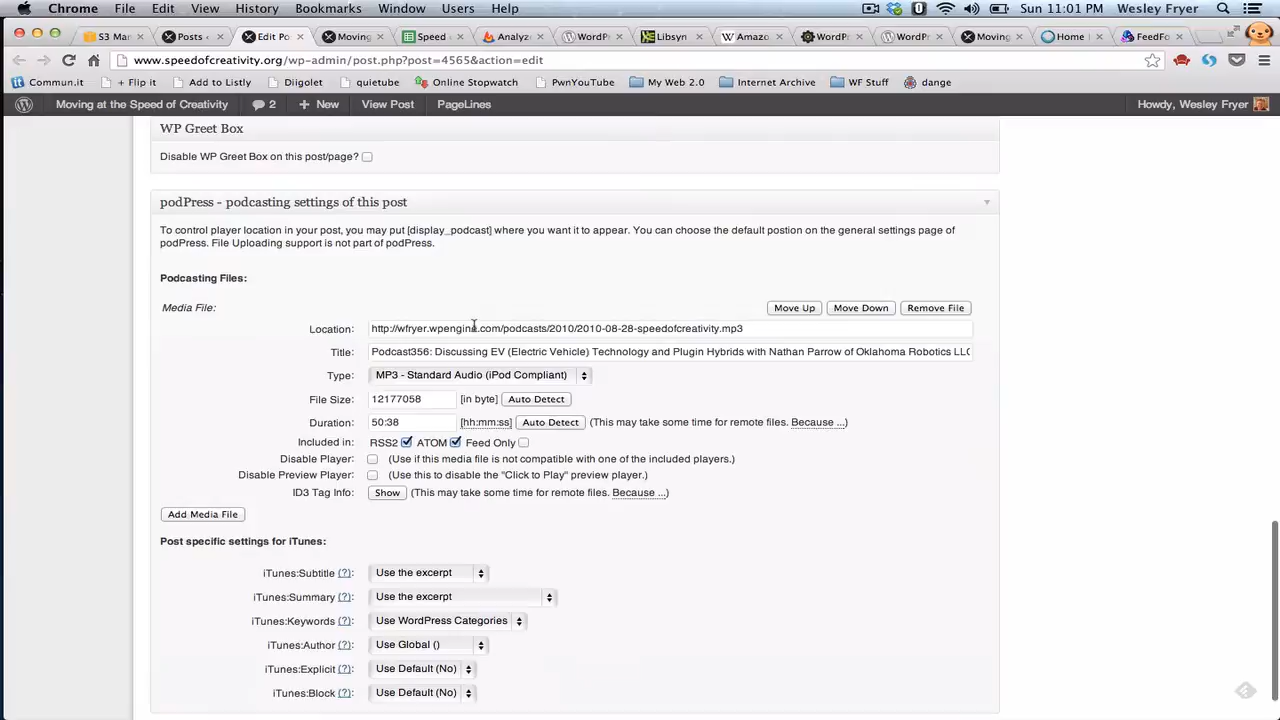 Chrome File Edit View History Bookmarks Window Users Help Sun 11:01 PM Wesley Fryer
S3 Mar Posts Edit Po Moving Speed Analyz WordP Libsyn Amazo WordP WordP Moving Home FeedFo
www.speedofcreativity.org/wp-admin/post.php?post=4565&action=edit
Commun.it + Flip it Add to Listly Diigolet quietube Online Stopwatch PwnYouTube My Web 2.0 Internet Archive WF Stuff dange
Moving at the Speed of Creativity 2 + New View Post PageLines Howdy, Wesley Fryer
WP Greet Box
Disable WP Greet Box on this post/page?
podPress - podcasting settings of this post
To control player location in your post, you may put [display_podcast] where you want it to appear. You can choose the default postion on the general settings page of
podPress. File Uploading support is not part of podPress.
Podcasting Files:
Media File: Move Up Move Down Remove File
Location: http://wfryer.wpengine.com/podcasts/2010/2010-08-28-speedofcreativity.mp3
Title: Podcast356: Discussing EV (Electric Vehicle) Technology and Plugin Hybrids with Nathan Parrow of Oklahoma Robotics LLC
Type: MP3 - Standard Audio (iPod Compliant)
File Size: 12177058 [in byte] Auto Detect
Duration: 50:38 [hh:mm:ss] Auto Detect (This may take some time for remote files. Because ...)
Included in: RSS2 ATOM Feed Only
Disable Player: (Use if this media file is not compatible with one of the included players.)
Disable Preview Player: (Use this to disable the "Click to Play" preview player.)
ID3 Tag Info: Show (This may take some time for remote files. Because ...)
Add Media File
Post specific settings for iTunes:
iTunes:Subtitle (?): Use the excerpt
iTunes:Summary (?): Use the excerpt
iTunes:Keywords (?): Use WordPress Categories
iTunes:Author (?): Use Global ()
iTunes:Explicit (?): Use Default (No)
iTunes:Block (?): Use Default (No)